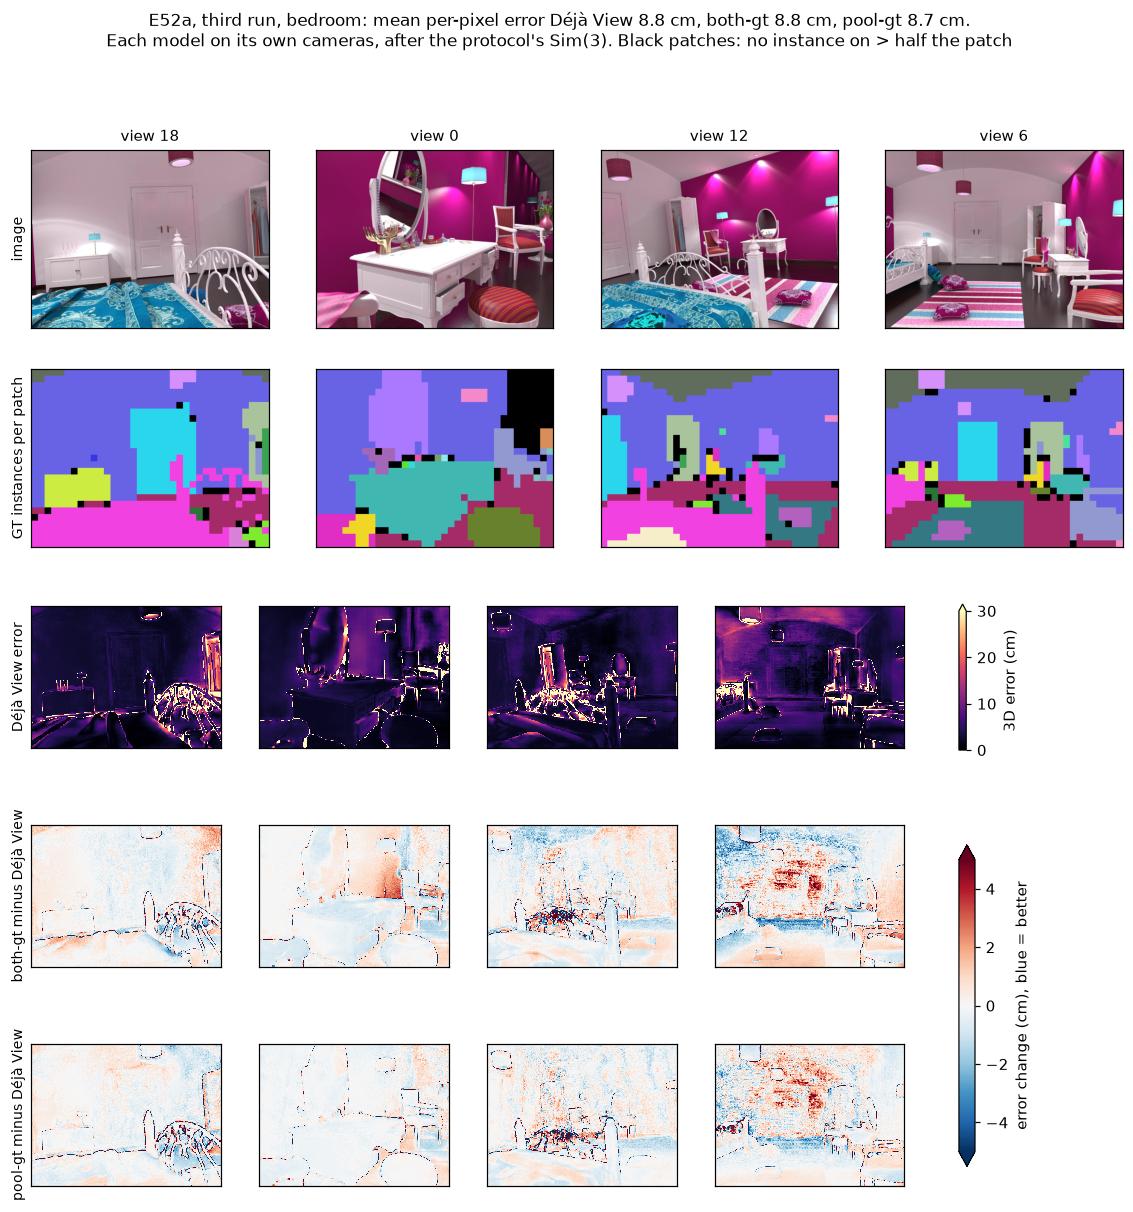 E52a, third run, bedroom: mean per-pixel error Déjà View 8.8 cm, both-gt 8.8 cm, pool-gt 8.7 cm.
Each model on its own cameras, after the protocol's Sim(3). Black patches: no instance on > half the patch
view 18
view 0
view 12
view 6
image
GT instances per patch
Déjà View error
30
20
10
0
3D error (cm)
both-gt minus Déjà View
pool-gt minus Déjà View
4
2
0
−2
−4
error change (cm), blue = better